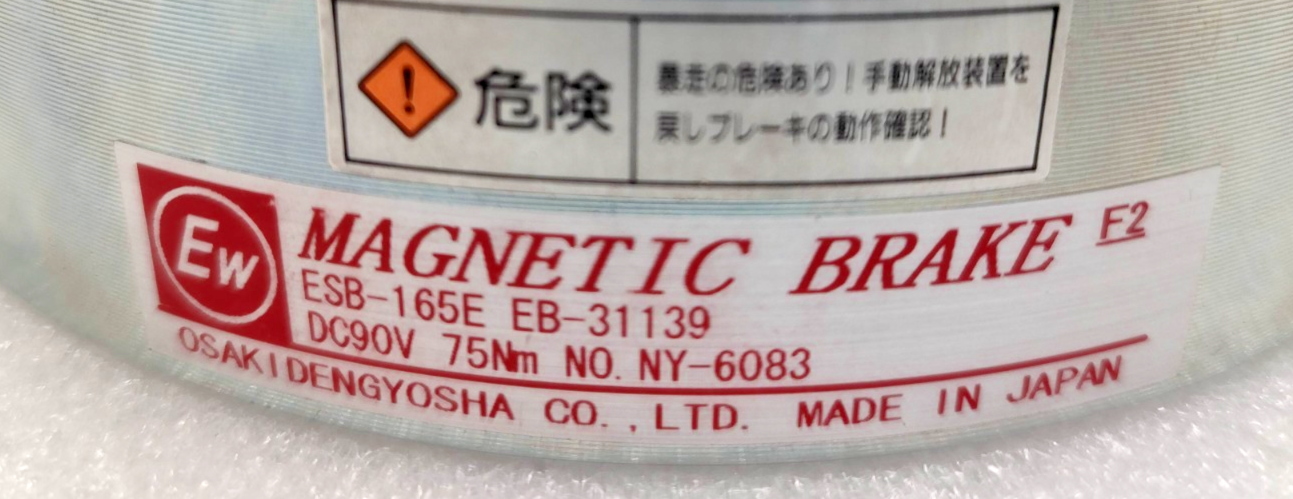 危険
暴走の危険あり！手動解放装置を
戻しブレーキの動作確認！
Ew
MAGNETIC BRAKE F2
ESB-165E EB-31139
DC90V 75Nm NO. NY-6083
OSAKIDENGYOSHA CO., LTD. MADE IN JAPAN